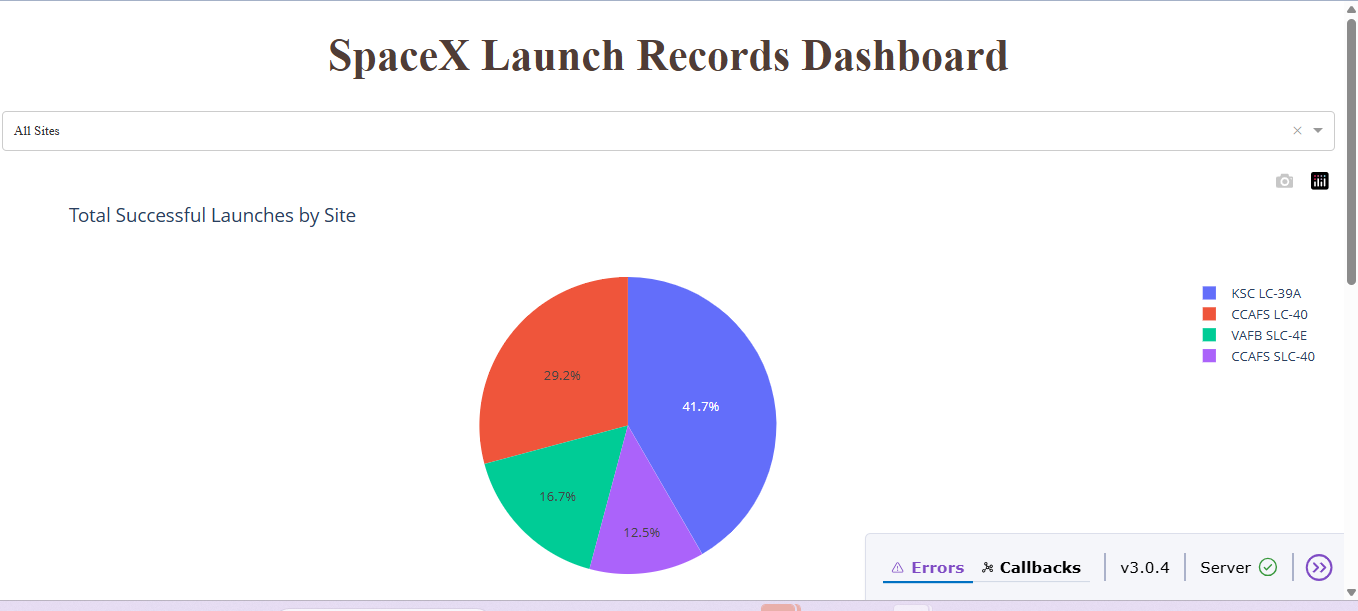 SpaceX Launch Records Dashboard
All Sites
Total Successful Launches by Site
KSC LC-39A
CCAFS LC-40
VAFB SLC-4E
CCAFS SLC-40
29.2%
41.7%
16.7%
12.5%
Errors Callbacks v3.0.4 Server